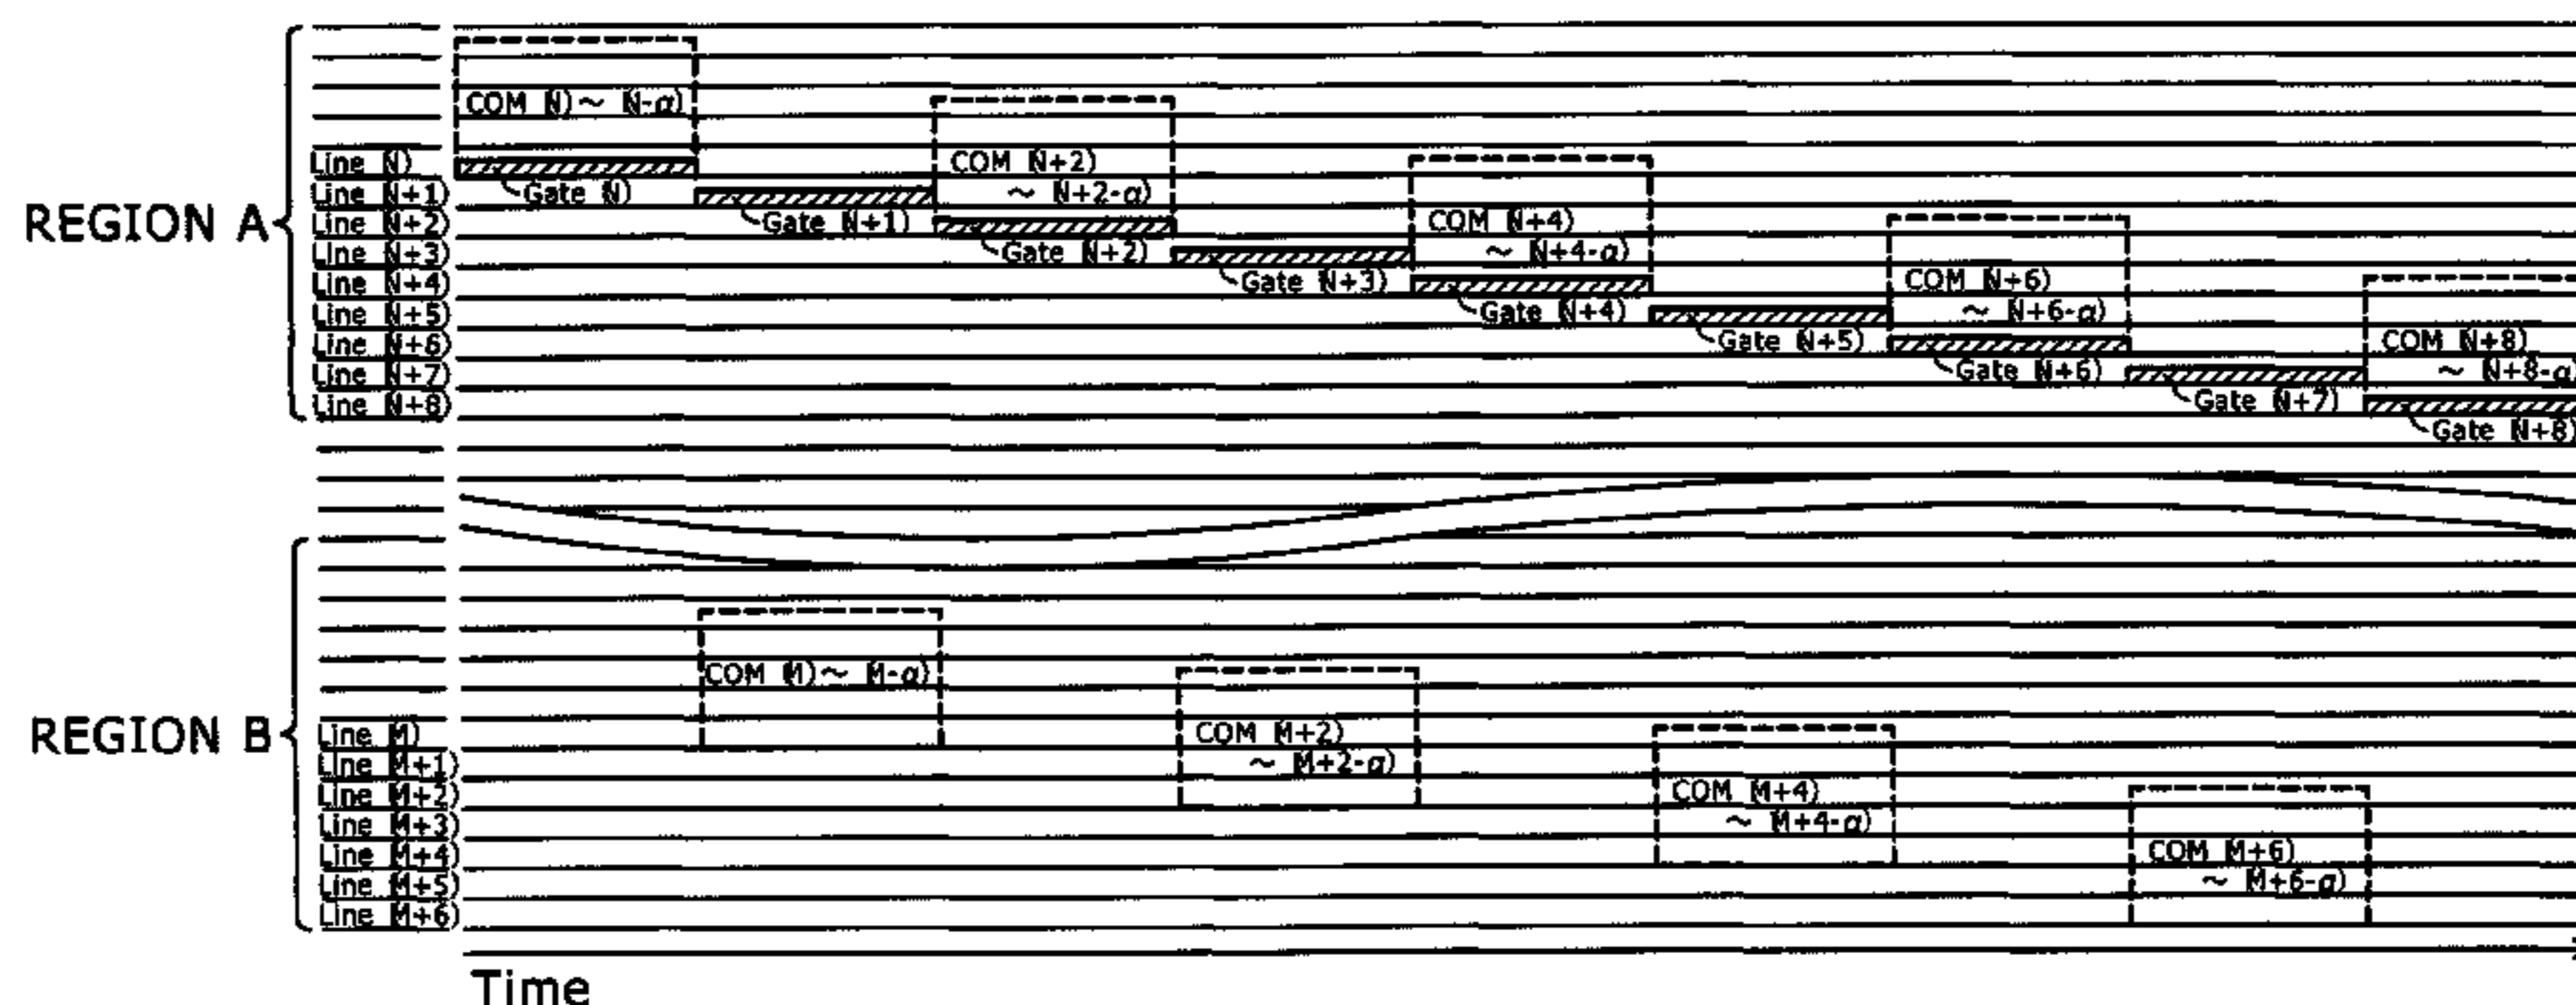 REGION A
Line N)
Line N+1)
Line N+2)
Line N+3)
Line N+4)
Line N+5)
Line N+6)
Line N+7)
Line N+8)
COM N)~ N-α)
Gate N)
Gate N+1)
COM N+2)
~ N+2-α)
Gate N+2)
Gate N+3)
COM N+4)
~ N+4-α)
Gate N+4)
Gate N+5)
COM N+6)
~ N+6-α)
Gate N+6)
Gate N+7)
COM N+8)
~ N+8-α)
Gate N+8)
REGION B
Line M)
Line M+1)
Line M+2)
Line M+3)
Line M+4)
Line M+5)
Line M+6)
COM M)~ M-α)
COM M+2)
~ M+2-α)
COM M+4)
~ M+4-α)
COM M+6)
~ M+6-α)
Time